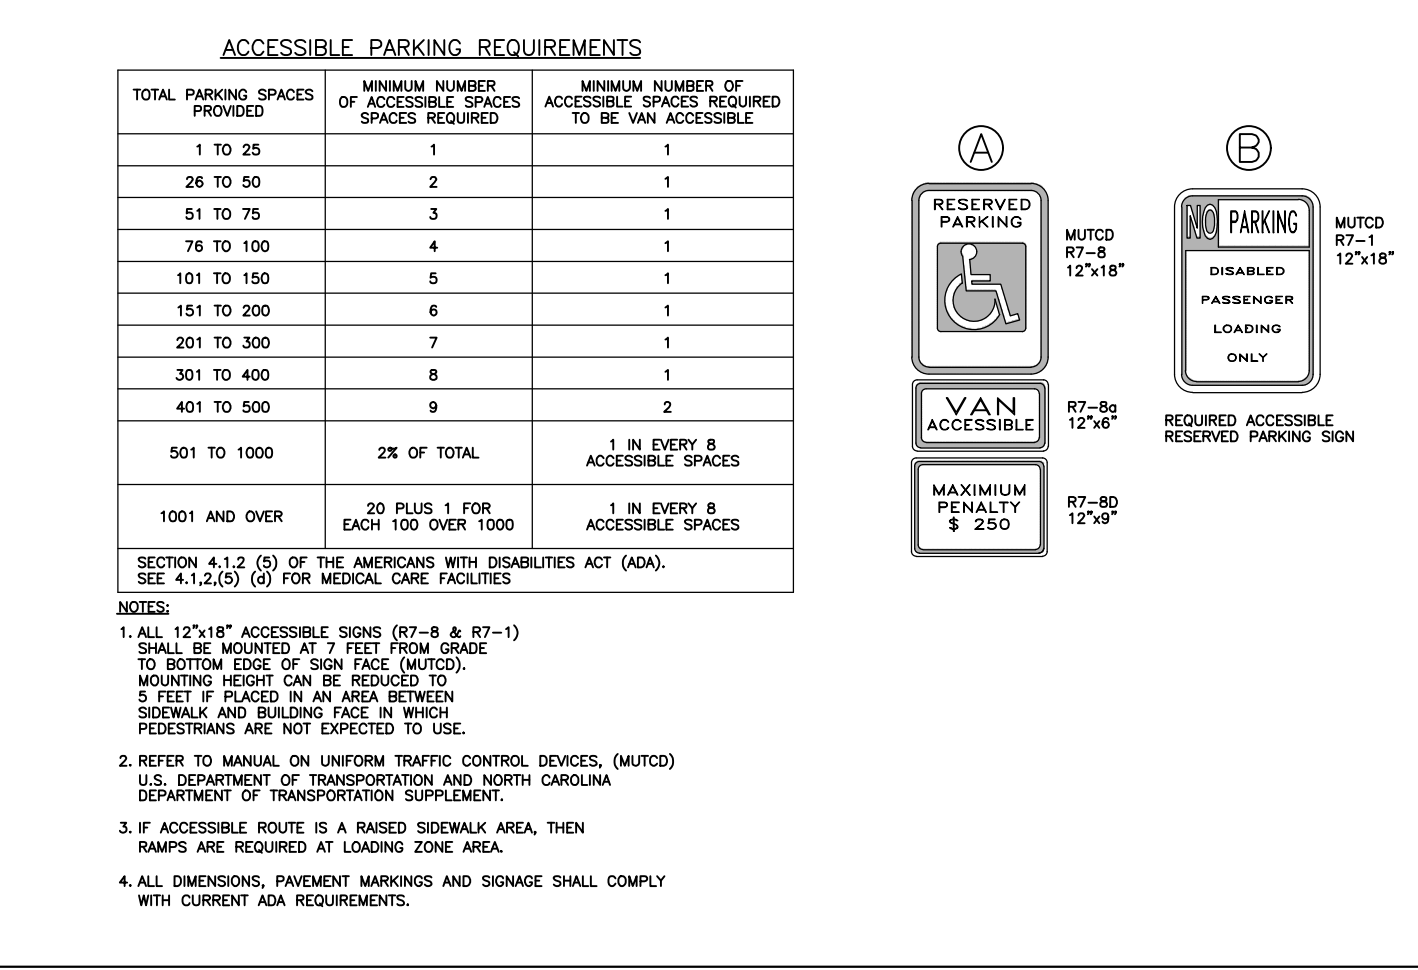 ACCESSIBLE PARKING REQUIREMENTS
TOTAL PARKING SPACES
PROVIDED
MINIMUM NUMBER
OF ACCESSIBLE SPACES
SPACES REQUIRED
MINIMUM NUMBER OF
ACCESSIBLE SPACES REQUIRED
TO BE VAN ACCESSIBLE
1 TO 25 1 1
26 TO 50 2 1
51 TO 75 3 1
76 TO 100 4 1
101 TO 150 5 1
151 TO 200 6 1
201 TO 300 7 1
301 TO 400 8 1
401 TO 500 9 2
501 TO 1000 2% OF TOTAL
1 IN EVERY 8
ACCESSIBLE SPACES
1001 AND OVER
20 PLUS 1 FOR
EACH 100 OVER 1000
1 IN EVERY 8
ACCESSIBLE SPACES
SECTION 4.1.2 (5) OF THE AMERICANS WITH DISABILITIES ACT (ADA).
SEE 4.1,2,(5) (d) FOR MEDICAL CARE FACILITIES
NOTES:
1. ALL 12"x18" ACCESSIBLE SIGNS (R7-8 & R7-1)
SHALL BE MOUNTED AT 7 FEET FROM GRADE
TO BOTTOM EDGE OF SIGN FACE (MUTCD).
MOUNTING HEIGHT CAN BE REDUCED TO
5 FEET IF PLACED IN AN AREA BETWEEN
SIDEWALK AND BUILDING FACE IN WHICH
PEDESTRIANS ARE NOT EXPECTED TO USE.
2. REFER TO MANUAL ON UNIFORM TRAFFIC CONTROL DEVICES, (MUTCD)
U.S. DEPARTMENT OF TRANSPORTATION AND NORTH CAROLINA
DEPARTMENT OF TRANSPORTATION SUPPLEMENT.
3. IF ACCESSIBLE ROUTE IS A RAISED SIDEWALK AREA, THEN
RAMPS ARE REQUIRED AT LOADING ZONE AREA.
4. ALL DIMENSIONS, PAVEMENT MARKINGS AND SIGNAGE SHALL COMPLY
WITH CURRENT ADA REQUIREMENTS.
A
RESERVED
PARKING
MUTCD
R7-8
12"x18"
VAN
ACCESSIBLE
R7-8a
12"x6"
MAXIMIUM
PENALTY
$ 250
R7-8D
12"x9"
B
NO PARKING
DISABLED
PASSENGER
LOADING
ONLY
MUTCD
R7-1
12"x18"
REQUIRED ACCESSIBLE
RESERVED PARKING SIGN